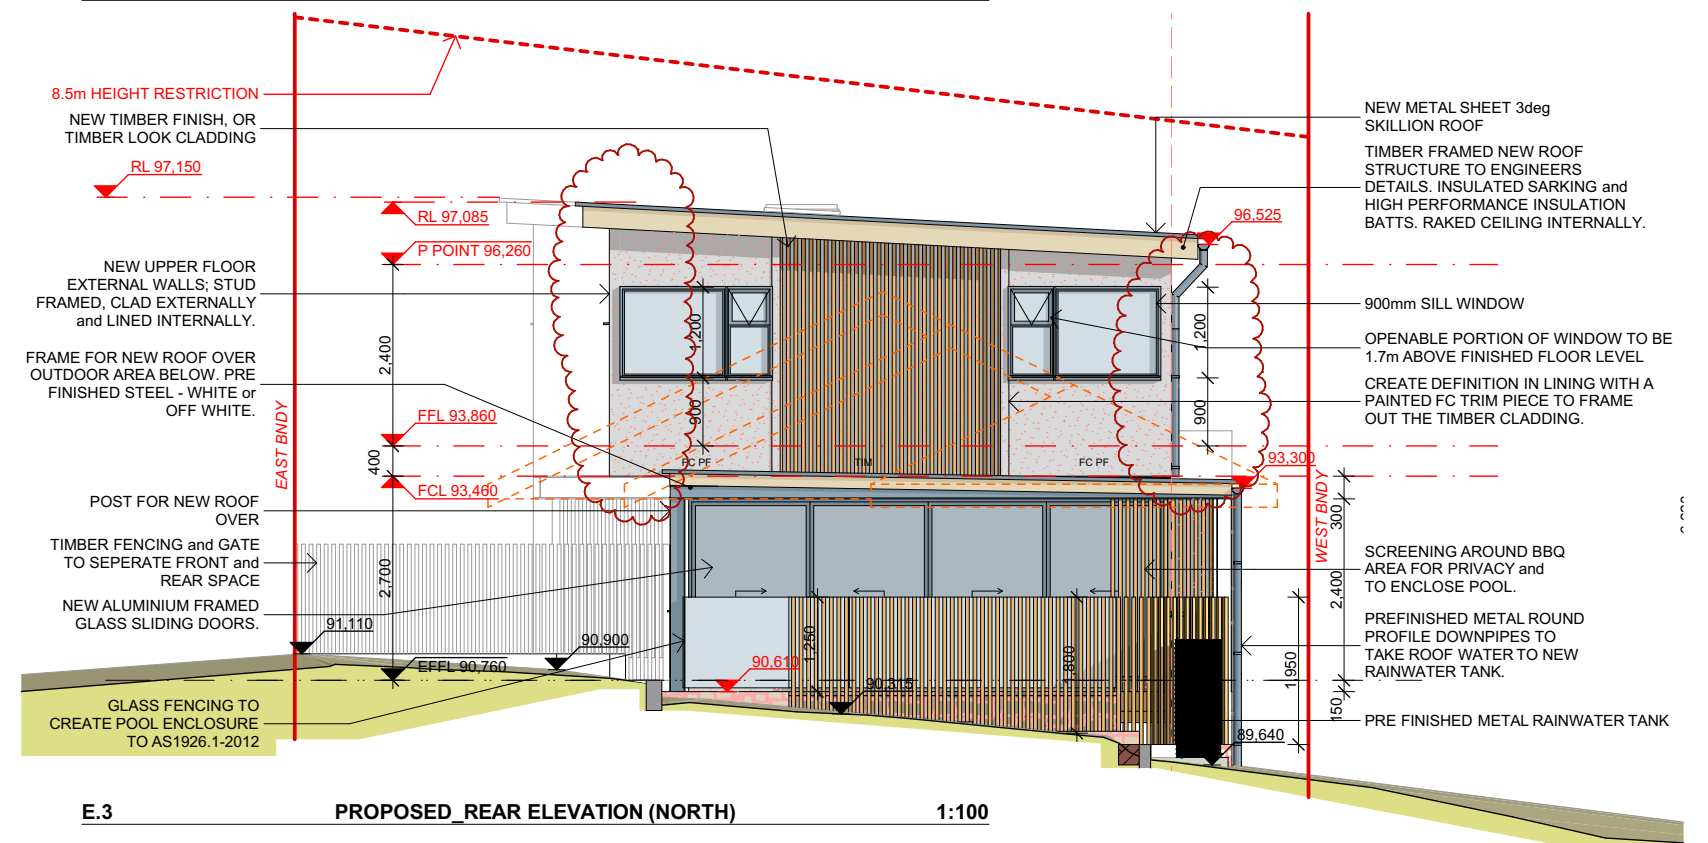 8.5m HEIGHT RESTRICTION
NEW TIMBER FINISH, OR
TIMBER LOOK CLADDING
RL 97,150
RL 97,085
P POINT 96,260
NEW UPPER FLOOR
EXTERNAL WALLS; STUD
FRAMED, CLAD EXTERNALLY
and LINED INTERNALLY.
2,400
FRAME FOR NEW ROOF OVER
OUTDOOR AREA BELOW. PRE
FINISHED STEEL - WHITE or
OFF WHITE.
FFL 93,860
400
EAST BNDY
FCL 93,460
POST FOR NEW ROOF
OVER
TIMBER FENCING and GATE
TO SEPERATE FRONT and
REAR SPACE
2,700
NEW ALUMINIUM FRAMED
GLASS SLIDING DOORS.
91,110
90,900
EFFL 90,760
GLASS FENCING TO
CREATE POOL ENCLOSURE
TO AS1926.1-2012
1,200
900
FC PF
TIM
FC PF
1,250
90,610
90,315
1,800
1,200
900
96,525
93,300
WEST BNDY
300
2,400
1,950
150
89,640
NEW METAL SHEET 3deg
SKILLION ROOF
TIMBER FRAMED NEW ROOF
STRUCTURE TO ENGINEERS
DETAILS. INSULATED SARKING and
HIGH PERFORMANCE INSULATION
BATTS. RAKED CEILING INTERNALLY.
900mm SILL WINDOW
OPENABLE PORTION OF WINDOW TO BE
1.7m ABOVE FINISHED FLOOR LEVEL
CREATE DEFINITION IN LINING WITH A
PAINTED FC TRIM PIECE TO FRAME
OUT THE TIMBER CLADDING.
SCREENING AROUND BBQ
AREA FOR PRIVACY and
TO ENCLOSE POOL.
PREFINISHED METAL ROUND
PROFILE DOWNPIPES TO
TAKE ROOF WATER TO NEW
RAINWATER TANK.
PRE FINISHED METAL RAINWATER TANK
E.3 PROPOSED_REAR ELEVATION (NORTH) 1:100